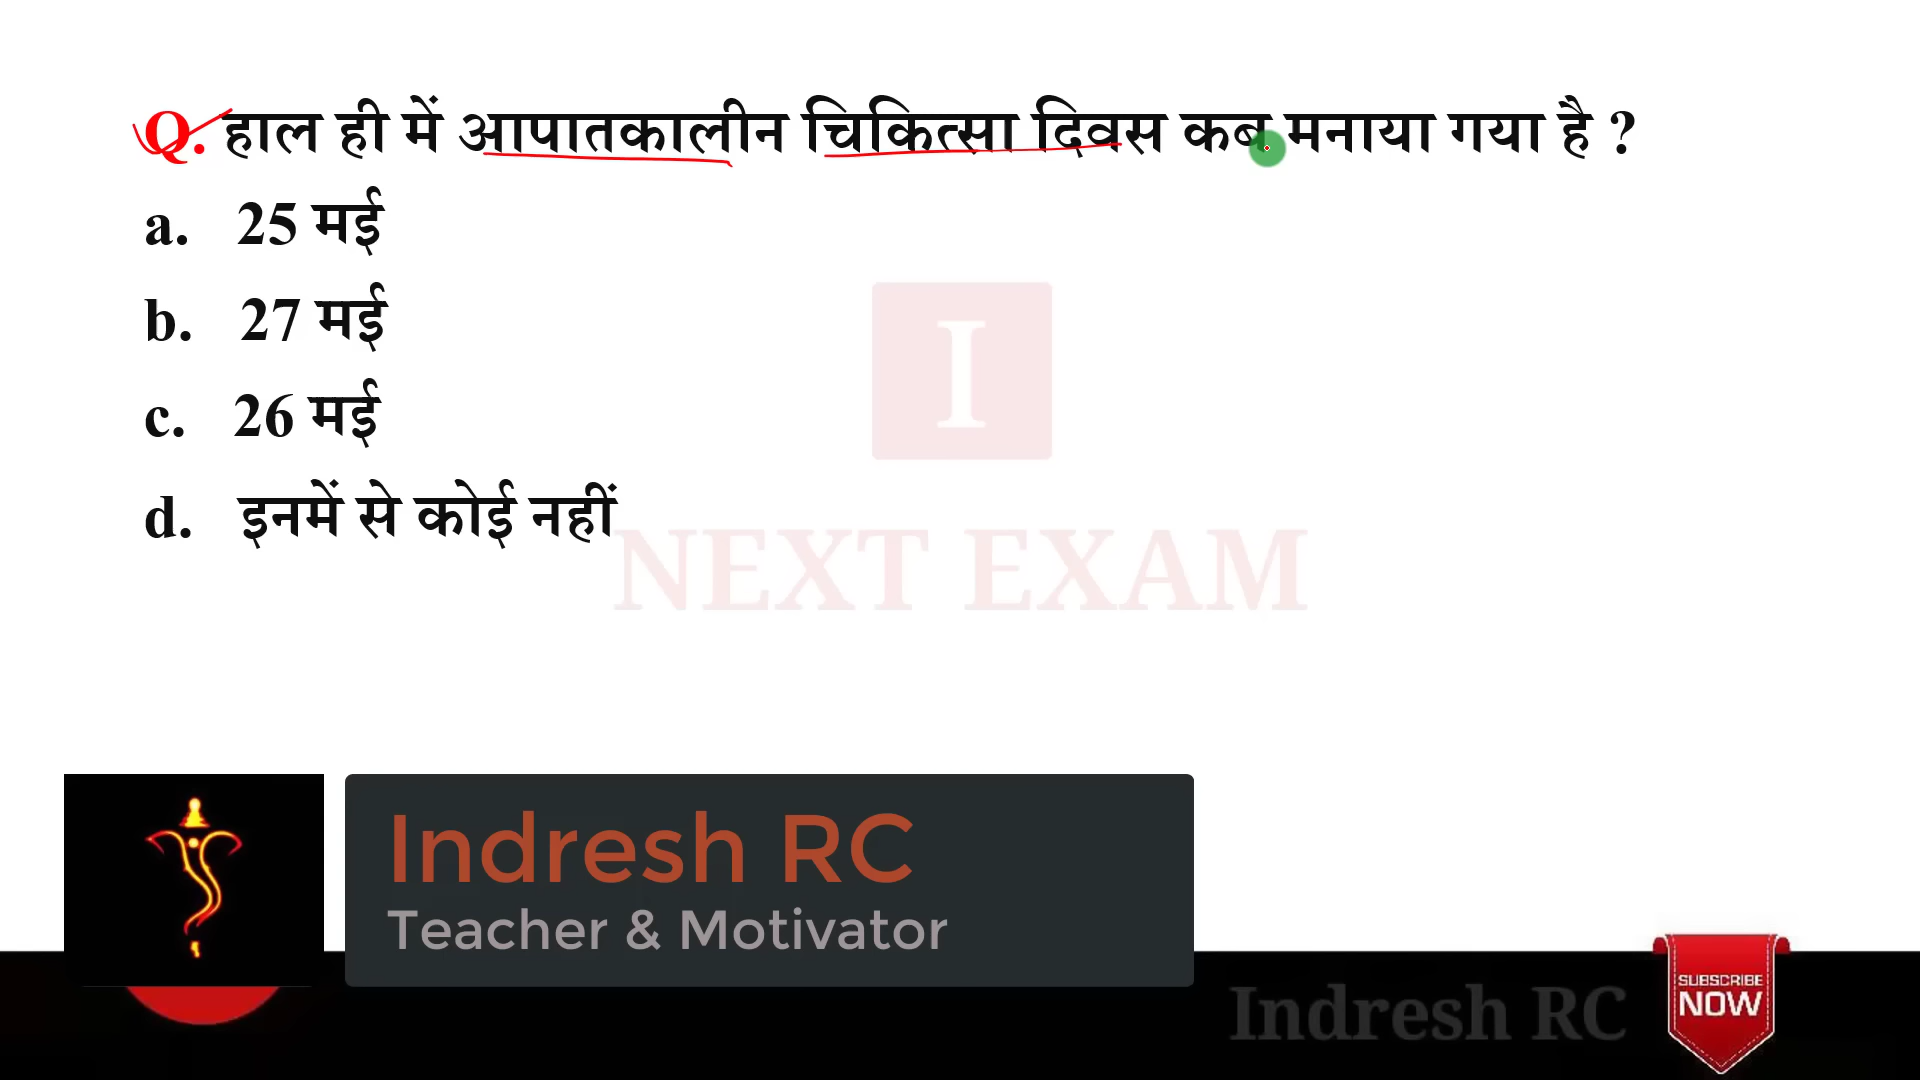 Q. हाल ही में आपातकालीन चिकित्सा दिवस कब मनाया गया है ?
a. 25 मई
b. 27 मई
c. 26 मई
d. इनमें से कोई नहीं
I
NEXT EXAM
Indresh RC
Teacher & Motivator
Indresh RC
SUBSCRIBE
NOW